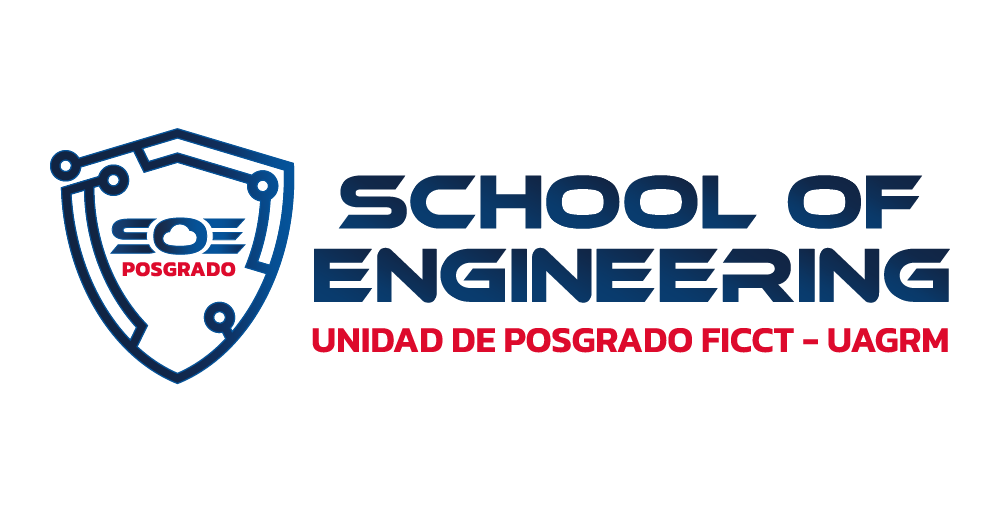 SOE
POSGRADO
SCHOOL OF
ENGINEERING
UNIDAD DE POSGRADO FICCT - UAGRM